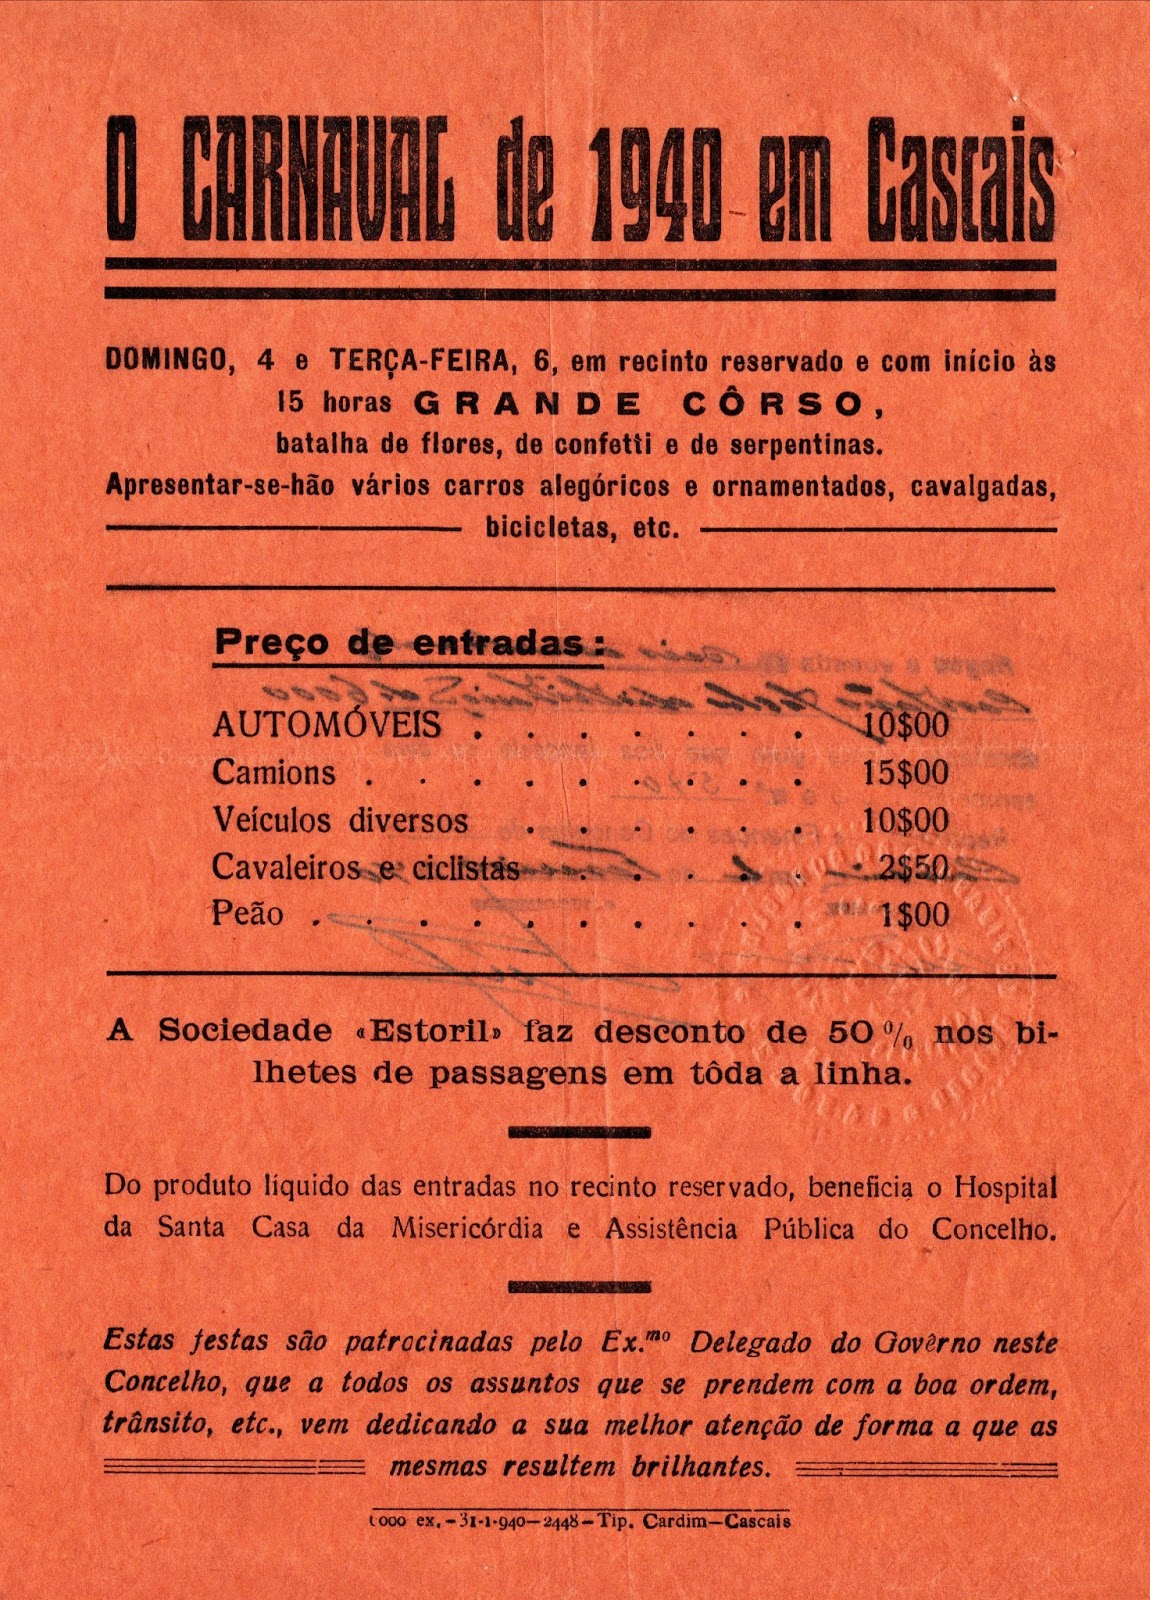 O CARNAVAL de 1940 em Cascais
DOMINGO, 4 e TERÇA-FEIRA, 6, em recinto reservado e com início às
15 horas GRANDE CÔRSO,
batalha de flores, de confetti e de serpentinas.
Apresentar-se-hão vários carros alegóricos e ornamentados, cavalgadas,
bicicletas, etc.
Preço de entradas:
AUTOMÓVEIS . . . . . . . 10$00
Camions . . . . . . . . . 15$00
Veículos diversos . . . . . . 10$00
Cavaleiros e ciclistas . . . . . . 2$50
Peão . . . . . . . . . . 1$00
A Sociedade «Estoril» faz desconto de 50% nos bi-
lhetes de passagens em tôda a linha.
Do produto líquido das entradas no recinto reservado, beneficia o Hospital
da Santa Casa da Misericórdia e Assistência Pública do Concelho.
Estas festas são patrocinadas pelo Ex.mo Delegado do Govêrno neste
Concelho, que a todos os assuntos que se prendem com a boa ordem,
trânsito, etc., vem dedicando a sua melhor atenção de forma a que as
mesmas resultem brilhantes.
1000 ex.-31-1-940-2448-Tip. Cardim-Cascais